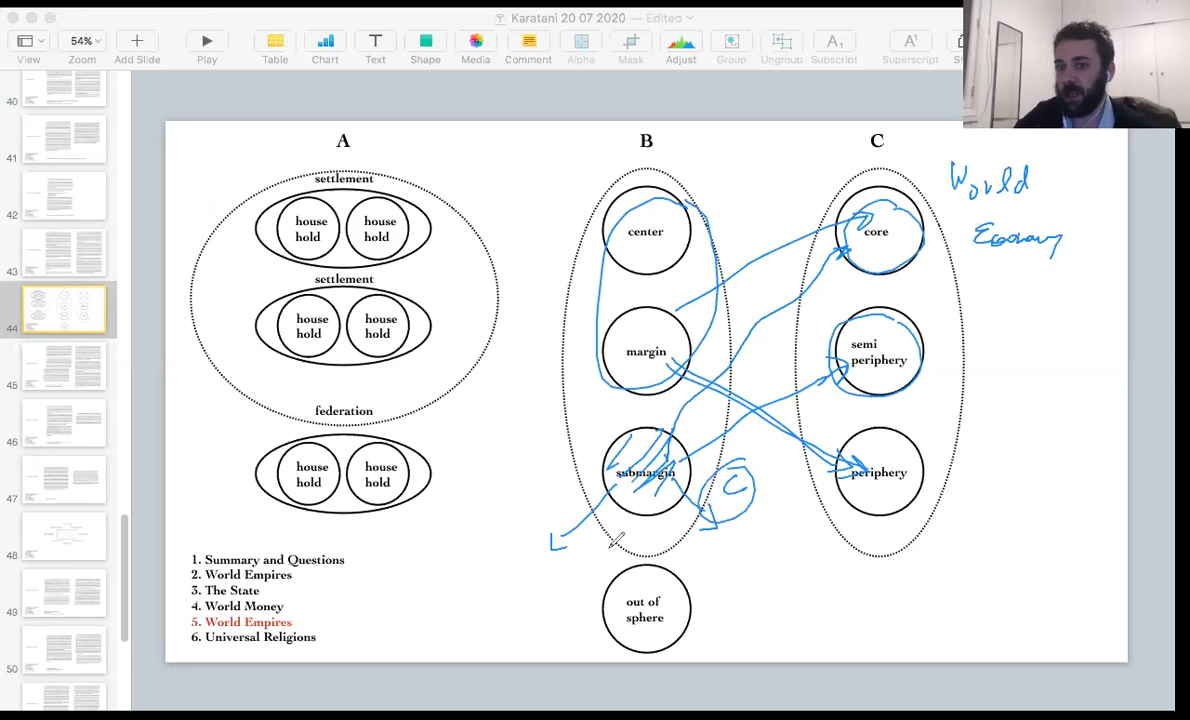 Karatani 20 07 2020 — Edited
54%
View
Zoom
Add Slide
Play
Table
Chart
Text
Shape
Media
Comment
Alpha
Mask
Adjust
Group
Ungroup
Subscript
Superscript
40
41
42
43
44
45
46
47
48
49
50
A
settlement
house hold
house hold
settlement
house hold
house hold
federation
house hold
house hold
1. Summary and Questions
2. World Empires
3. The State
4. World Money
5. World Empires
6. Universal Religions
B
center
margin
submargin
C
out of
sphere
C
core
semi
periphery
periphery
World
Economy